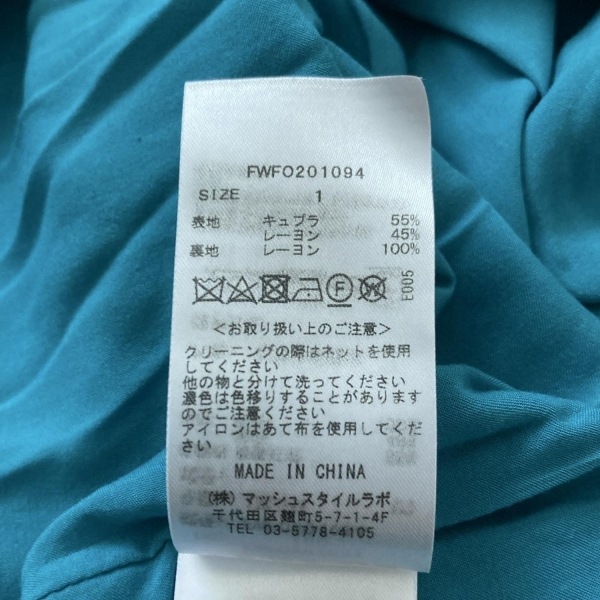 FWFO201094
SIZE 1
表地 キュプラ 55%
レーヨン 45%
裏地 レーヨン 100%
F W E005
<お取り扱い上のご注意>
クリーニングの際はネットを使用
してください
他の物と分けて洗ってください
濃色は色移りすることがあります
のでご注意ください
アイロンはあて布を使用してくだ
さい
MADE IN CHINA
(株) マッシュスタイルラボ
千代田区麹町5-7-1-4F
TEL 03-5778-4105